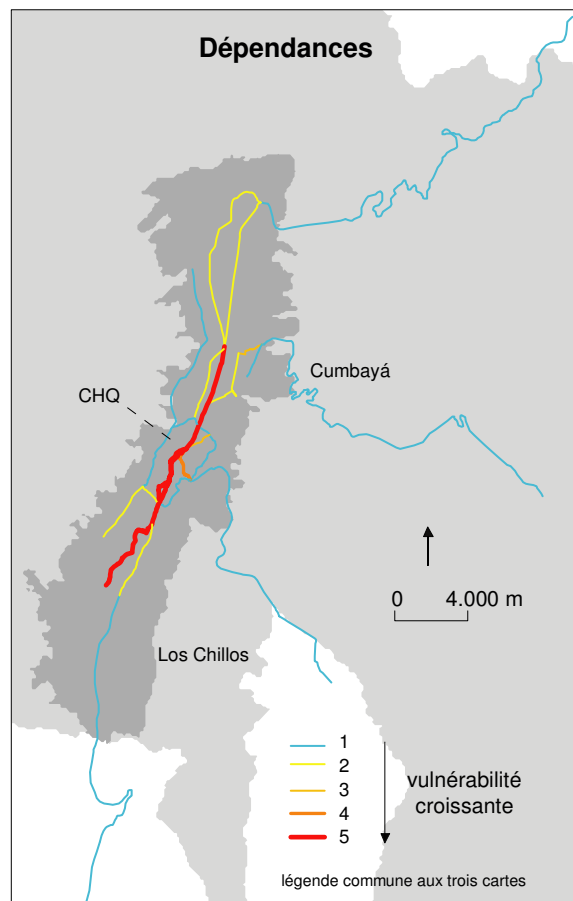 Dépendances
Cumbayá
CHQ
0 4.000 m
Los Chillos
1
2
3
4
5
vulnérabilité
croissante
légende commune aux trois cartes